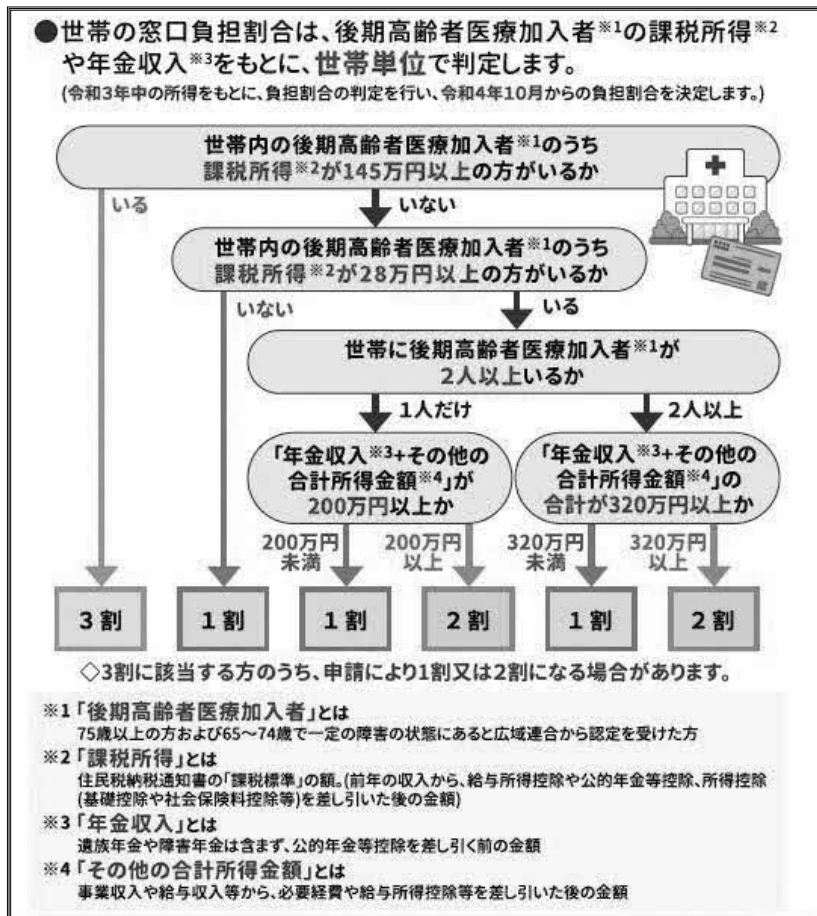 ●世帯の窓口負担割合は、後期高齢者医療加入者※1の課税所得※2
や年金収入※3をもとに、世帯単位で判定します。
(令和3年中の所得をもとに、負担割合の判定を行い、令和4年10月からの負担割合を決定します。)
世帯内の後期高齢者医療加入者※1のうち
課税所得※2が145万円以上の方がいるか
いる
いない
世帯内の後期高齢者医療加入者※1のうち
課税所得※2が28万円以上の方がいるか
いない
いる
世帯に後期高齢者医療加入者※1が
2人以上いるか
1人だけ
2人以上
「年金収入※3+その他の
合計所得金額※4」が
200万円以上か
「年金収入※3+その他の
合計所得金額※4」の
合計が320万円以上か
200万円
未満
200万円
以上
320万円
未満
320万円
以上
3割
1割
1割
2割
1割
2割
◇3割に該当する方のうち、申請により1割又は2割になる場合があります。
※1「後期高齢者医療加入者」とは
75歳以上の方および65～74歳で一定の障害の状態にあると広域連合から認定を受けた方
※2「課税所得」とは
住民税納税通知書の「課税標準」の額。(前年の収入から、給与所得控除や公的年金等控除、所得控除
(基礎控除や社会保険料控除等)を差し引いた後の金額)
※3「年金収入」とは
遺族年金や障害年金は含まず、公的年金等控除を差し引く前の金額
※4「その他の合計所得金額」とは
事業収入や給与収入等から、必要経費や給与所得控除等を差し引いた後の金額